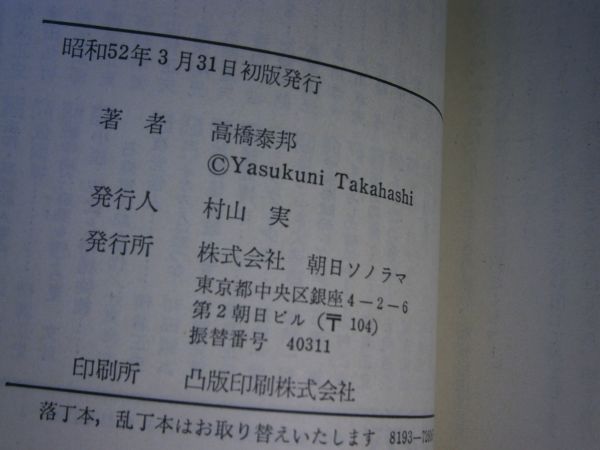 昭和52年3月31日初版発行
著者 高橋泰邦
©Yasukuni Takahashi
発行人 村山 実
発行所 株式会社 朝日ソノラマ
東京都中央区銀座4-2-6
第2朝日ビル(〒104)
振替番号 40311
印刷所 凸版印刷株式会社
落丁本,乱丁本はお取り替えいたします